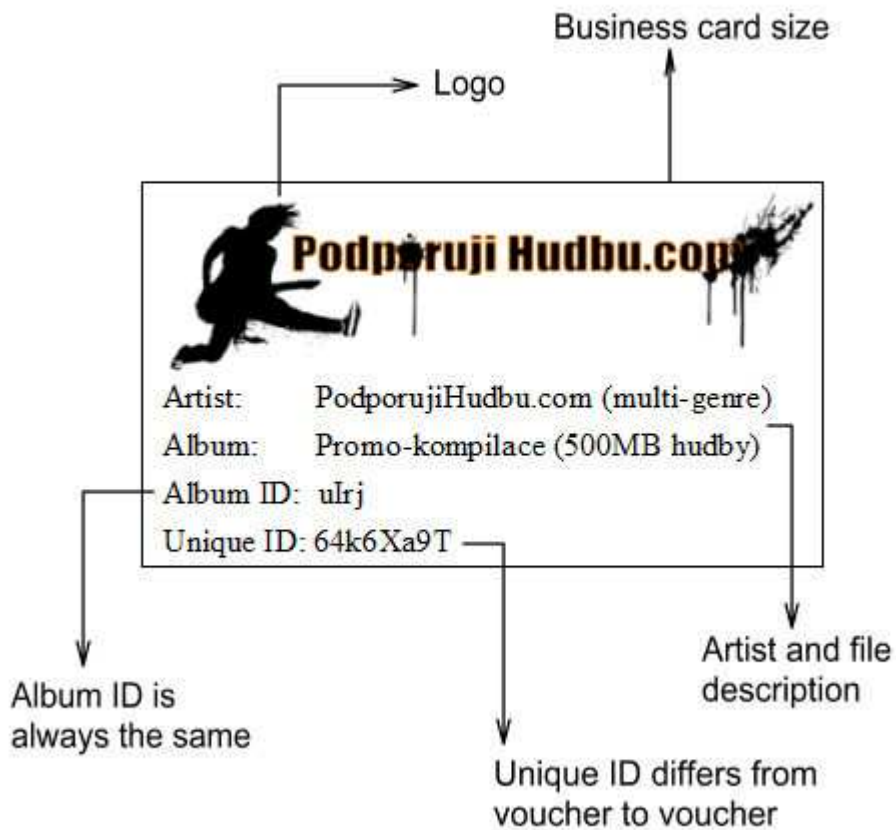 Business card size
Logo
Podporuji Hudbu.com
Artist: PodporujiHudbu.com (multi-genre)
Album: Promo-kompilace (500MB hudby)
Album ID: ulrj
Unique ID: 64k6Xa9T
Artist and file
description
Album ID is
always the same
Unique ID differs from
voucher to voucher